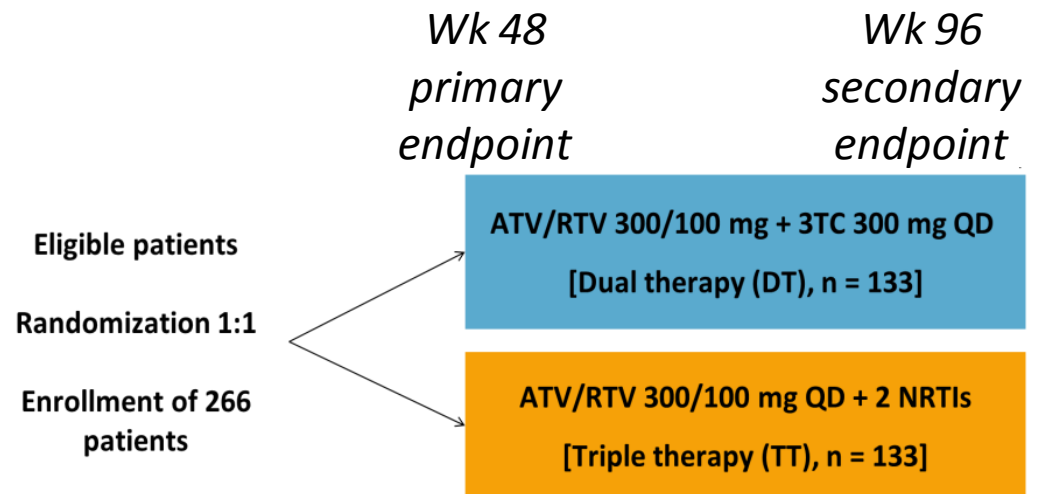 Wk 48
primary
endpoint
Wk 96
secondary
endpoint
Eligible patients
Randomization 1:1
Enrollment of 266
patients
ATV/RTV 300/100 mg + 3TC 300 mg QD
[Dual therapy (DT), n = 133]
ATV/RTV 300/100 mg QD + 2 NRTIs
[Triple therapy (TT), n = 133]